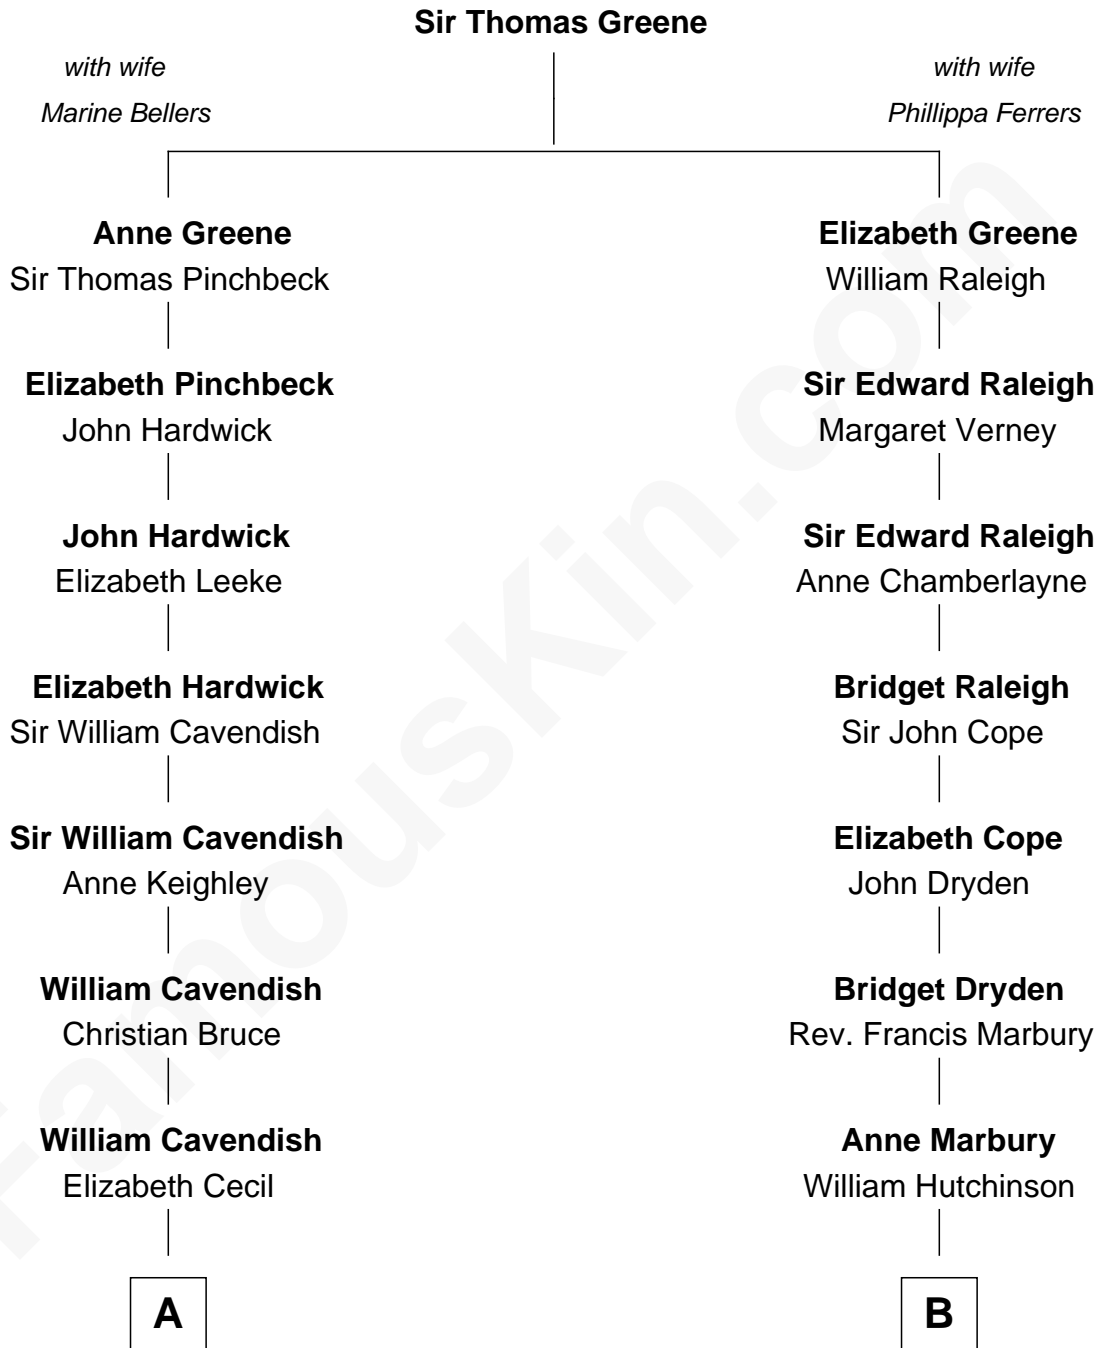 Sir Thomas Greene
with wife
Marine Bellers
with wife
Phillippa Ferrers
Anne Greene
Sir Thomas Pinchbeck
Elizabeth Greene
William Raleigh
Elizabeth Pinchbeck
John Hardwick
Sir Edward Raleigh
Margaret Verney
John Hardwick
Elizabeth Leeke
Sir Edward Raleigh
Anne Chamberlayne
Elizabeth Hardwick
Sir William Cavendish
Bridget Raleigh
Sir John Cope
Sir William Cavendish
Anne Keighley
Elizabeth Cope
John Dryden
William Cavendish
Christian Bruce
Bridget Dryden
Rev. Francis Marbury
William Cavendish
Elizabeth Cecil
Anne Marbury
William Hutchinson
A
B
FamousKin.com